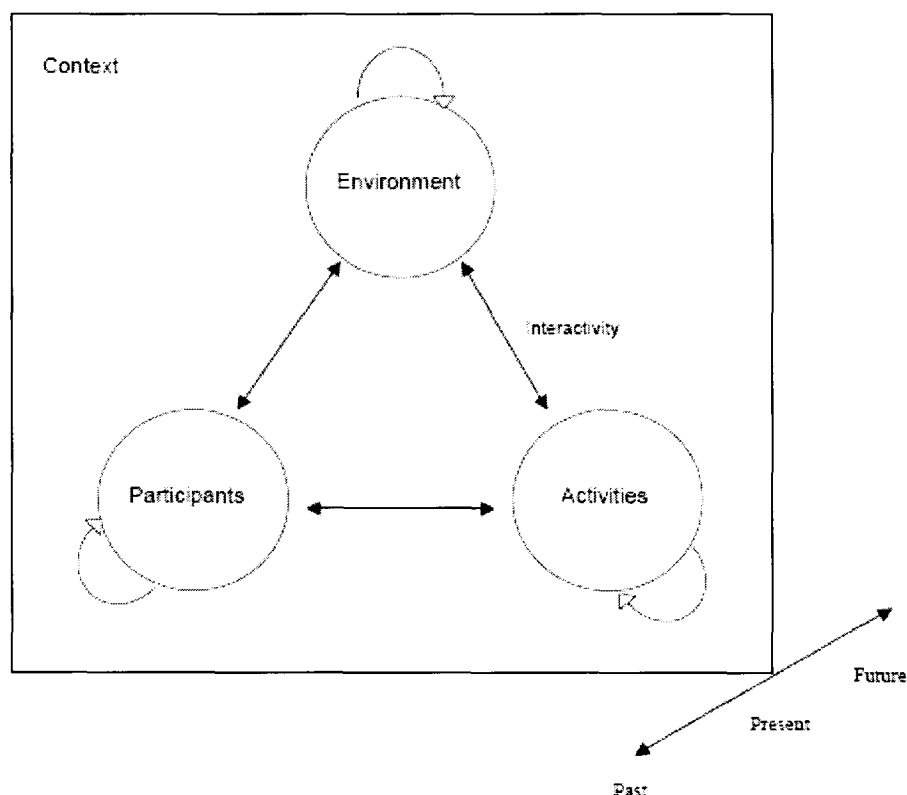 Context
Environment
Interactivity
Participants
Activities
Future
Present
Past